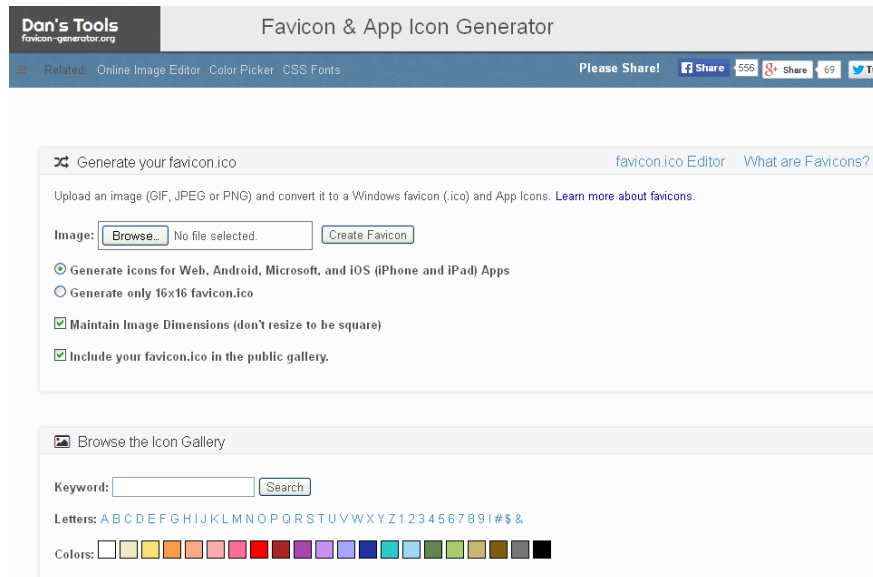 Dan's Tools
favicon-generator.org
Favicon & App Icon Generator
Related: Online Image Editor Color Picker CSS Fonts
Please Share! Share 556 Share 69 Tw
Generate your favicon.ico
favicon.ico Editor What are Favicons?
Upload an image (GIF, JPEG or PNG) and convert it to a Windows favicon (.ico) and App Icons. Learn more about favicons.
Image: Browse... No file selected. Create Favicon
Generate icons for Web, Android, Microsoft, and iOS (iPhone and iPad) Apps
Generate only 16x16 favicon.ico
Maintain Image Dimensions (don't resize to be square)
Include your favicon.ico in the public gallery.
Browse the Icon Gallery
Keyword: Search
Letters: A B C D E F G H I J K L M N O P Q R S T U V W X Y Z 1 2 3 4 5 6 7 8 9 ! # $ &
Colors: